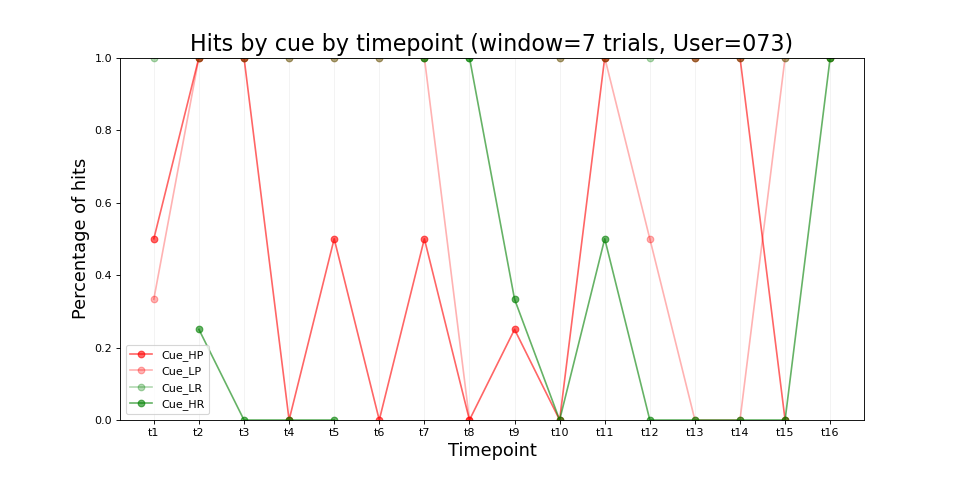 Hits by cue by timepoint (window=7 trials, User=073)
Percentage of hits
1.0
0.8
0.6
0.4
0.2
0.0
Cue_HP
Cue_LP
Cue_LR
Cue_HR
t1 t2 t3 t4 t5 t6 t7 t8 t9 t10 t11 t12 t13 t14 t15 t16
Timepoint